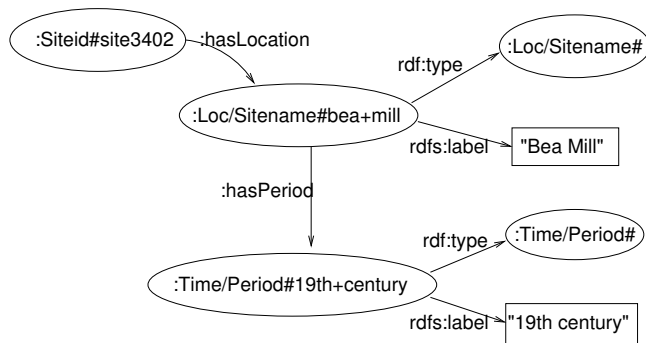 :Siteid#site3402
:hasLocation
:Loc/Sitename#
rdf:type
:Loc/Sitename#bea+mill
rdfs:label
"Bea Mill"
:hasPeriod
rdf:type
:Time/Period#
:Time/Period#19th+century
rdfs:label
"19th century"